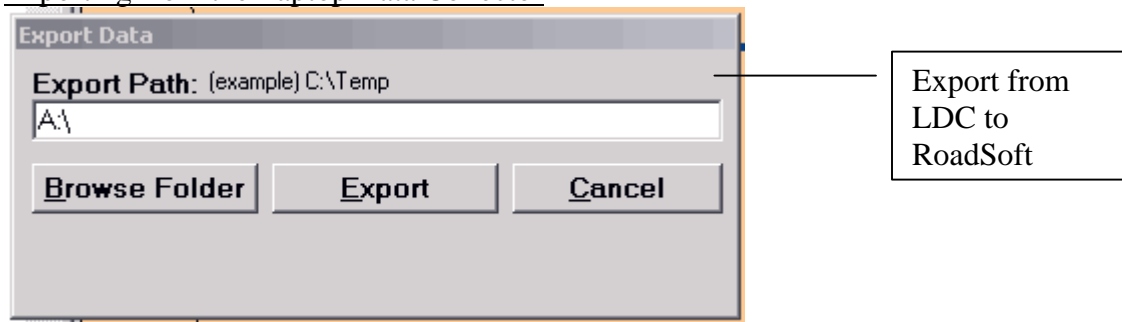 Export Data
Export Path: (example) C:\Temp
A:\
Browse Folder Export Cancel
Export from
LDC to
RoadSoft